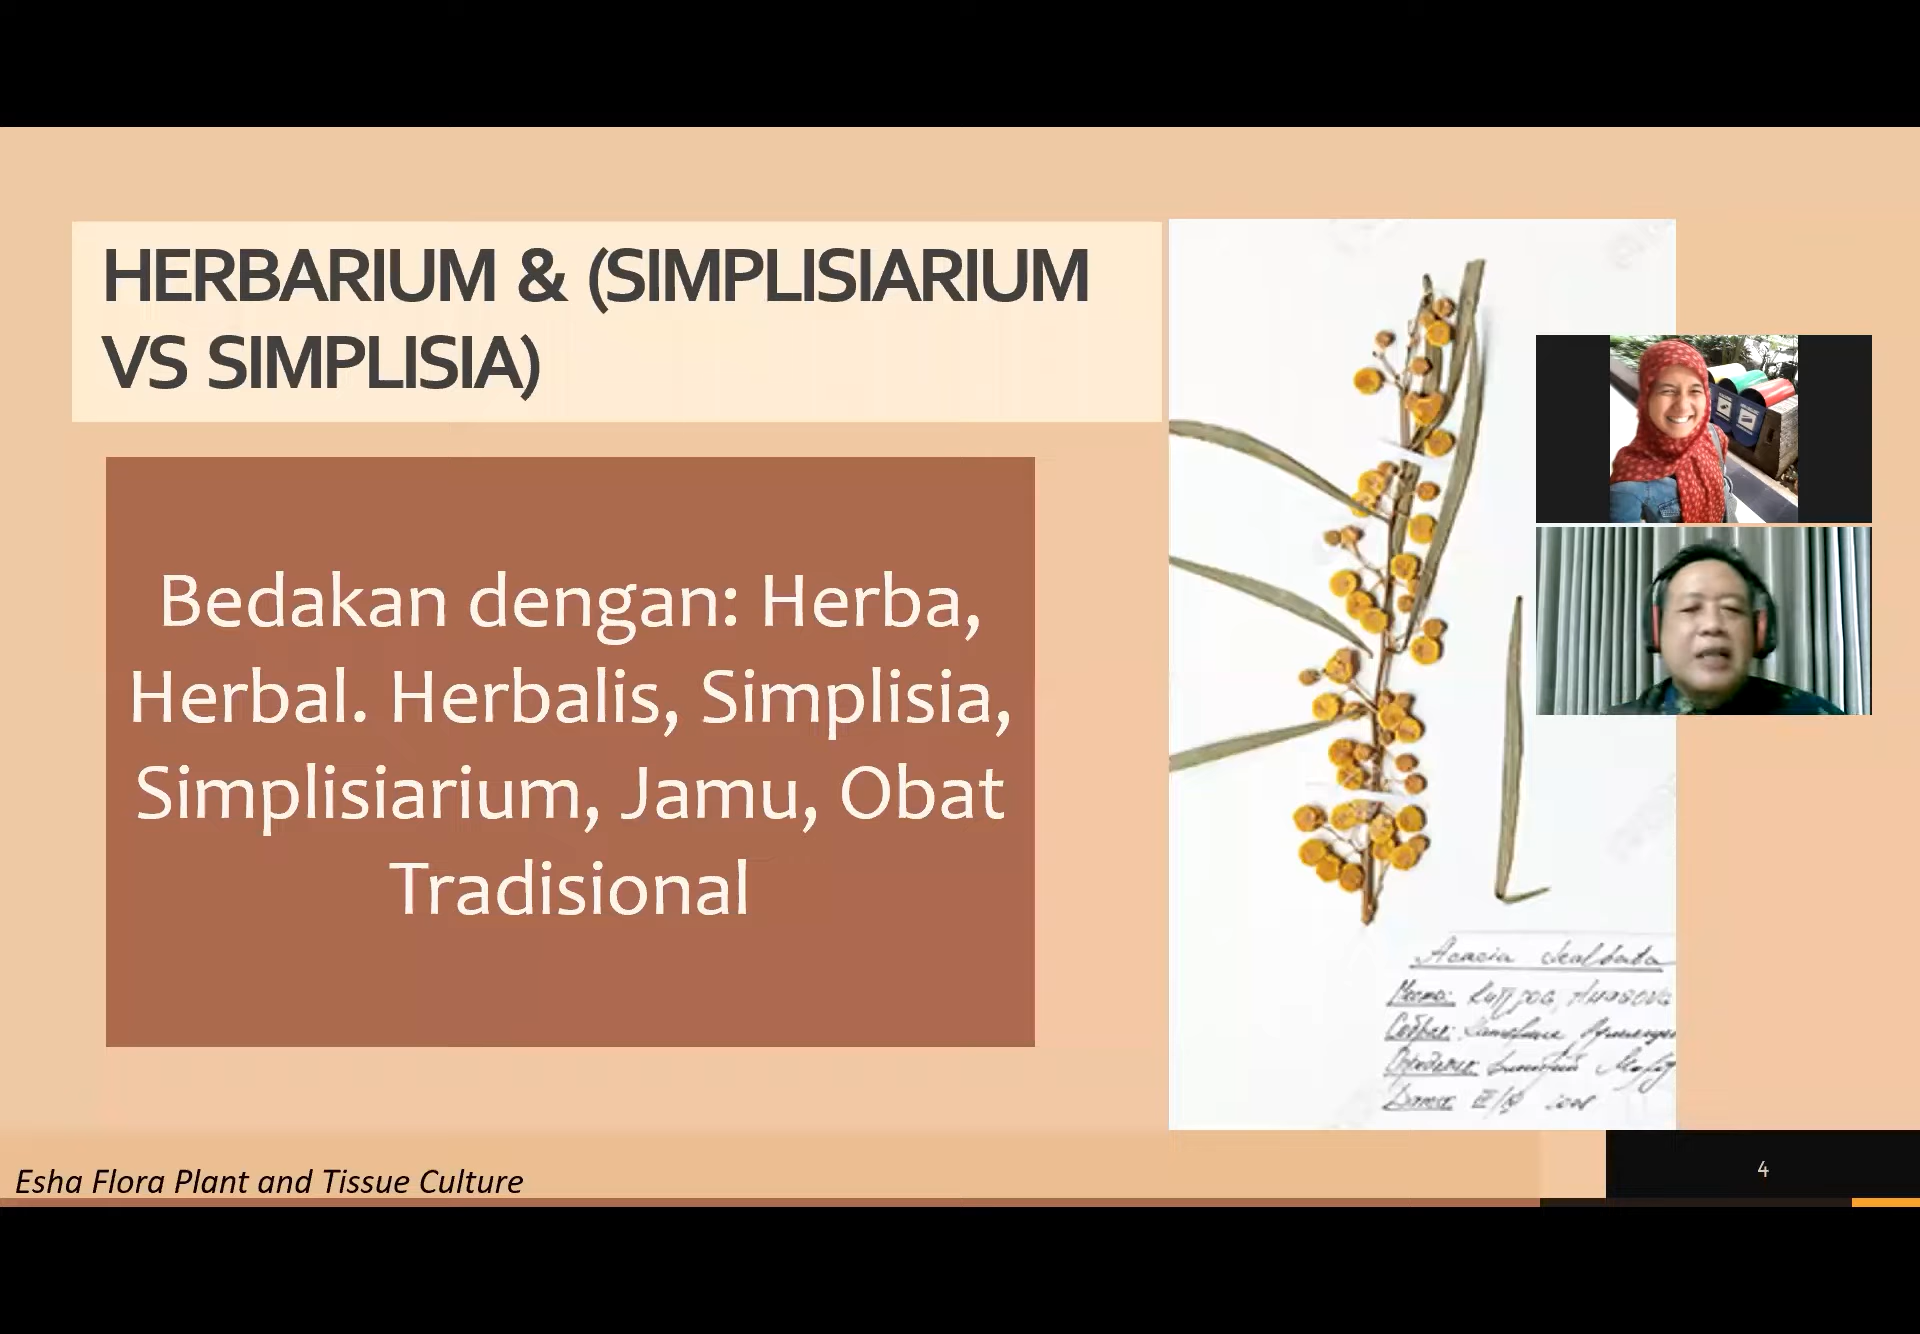 HERBARIUM & (SIMPLISIARIUM
VS SIMPLISIA)
Bedakan dengan: Herba,
Herbal. Herbalis, Simplisia,
Simplisiarium, Jamu, Obat
Tradisional
Acacia dealbata
Esha Flora Plant and Tissue Culture
4